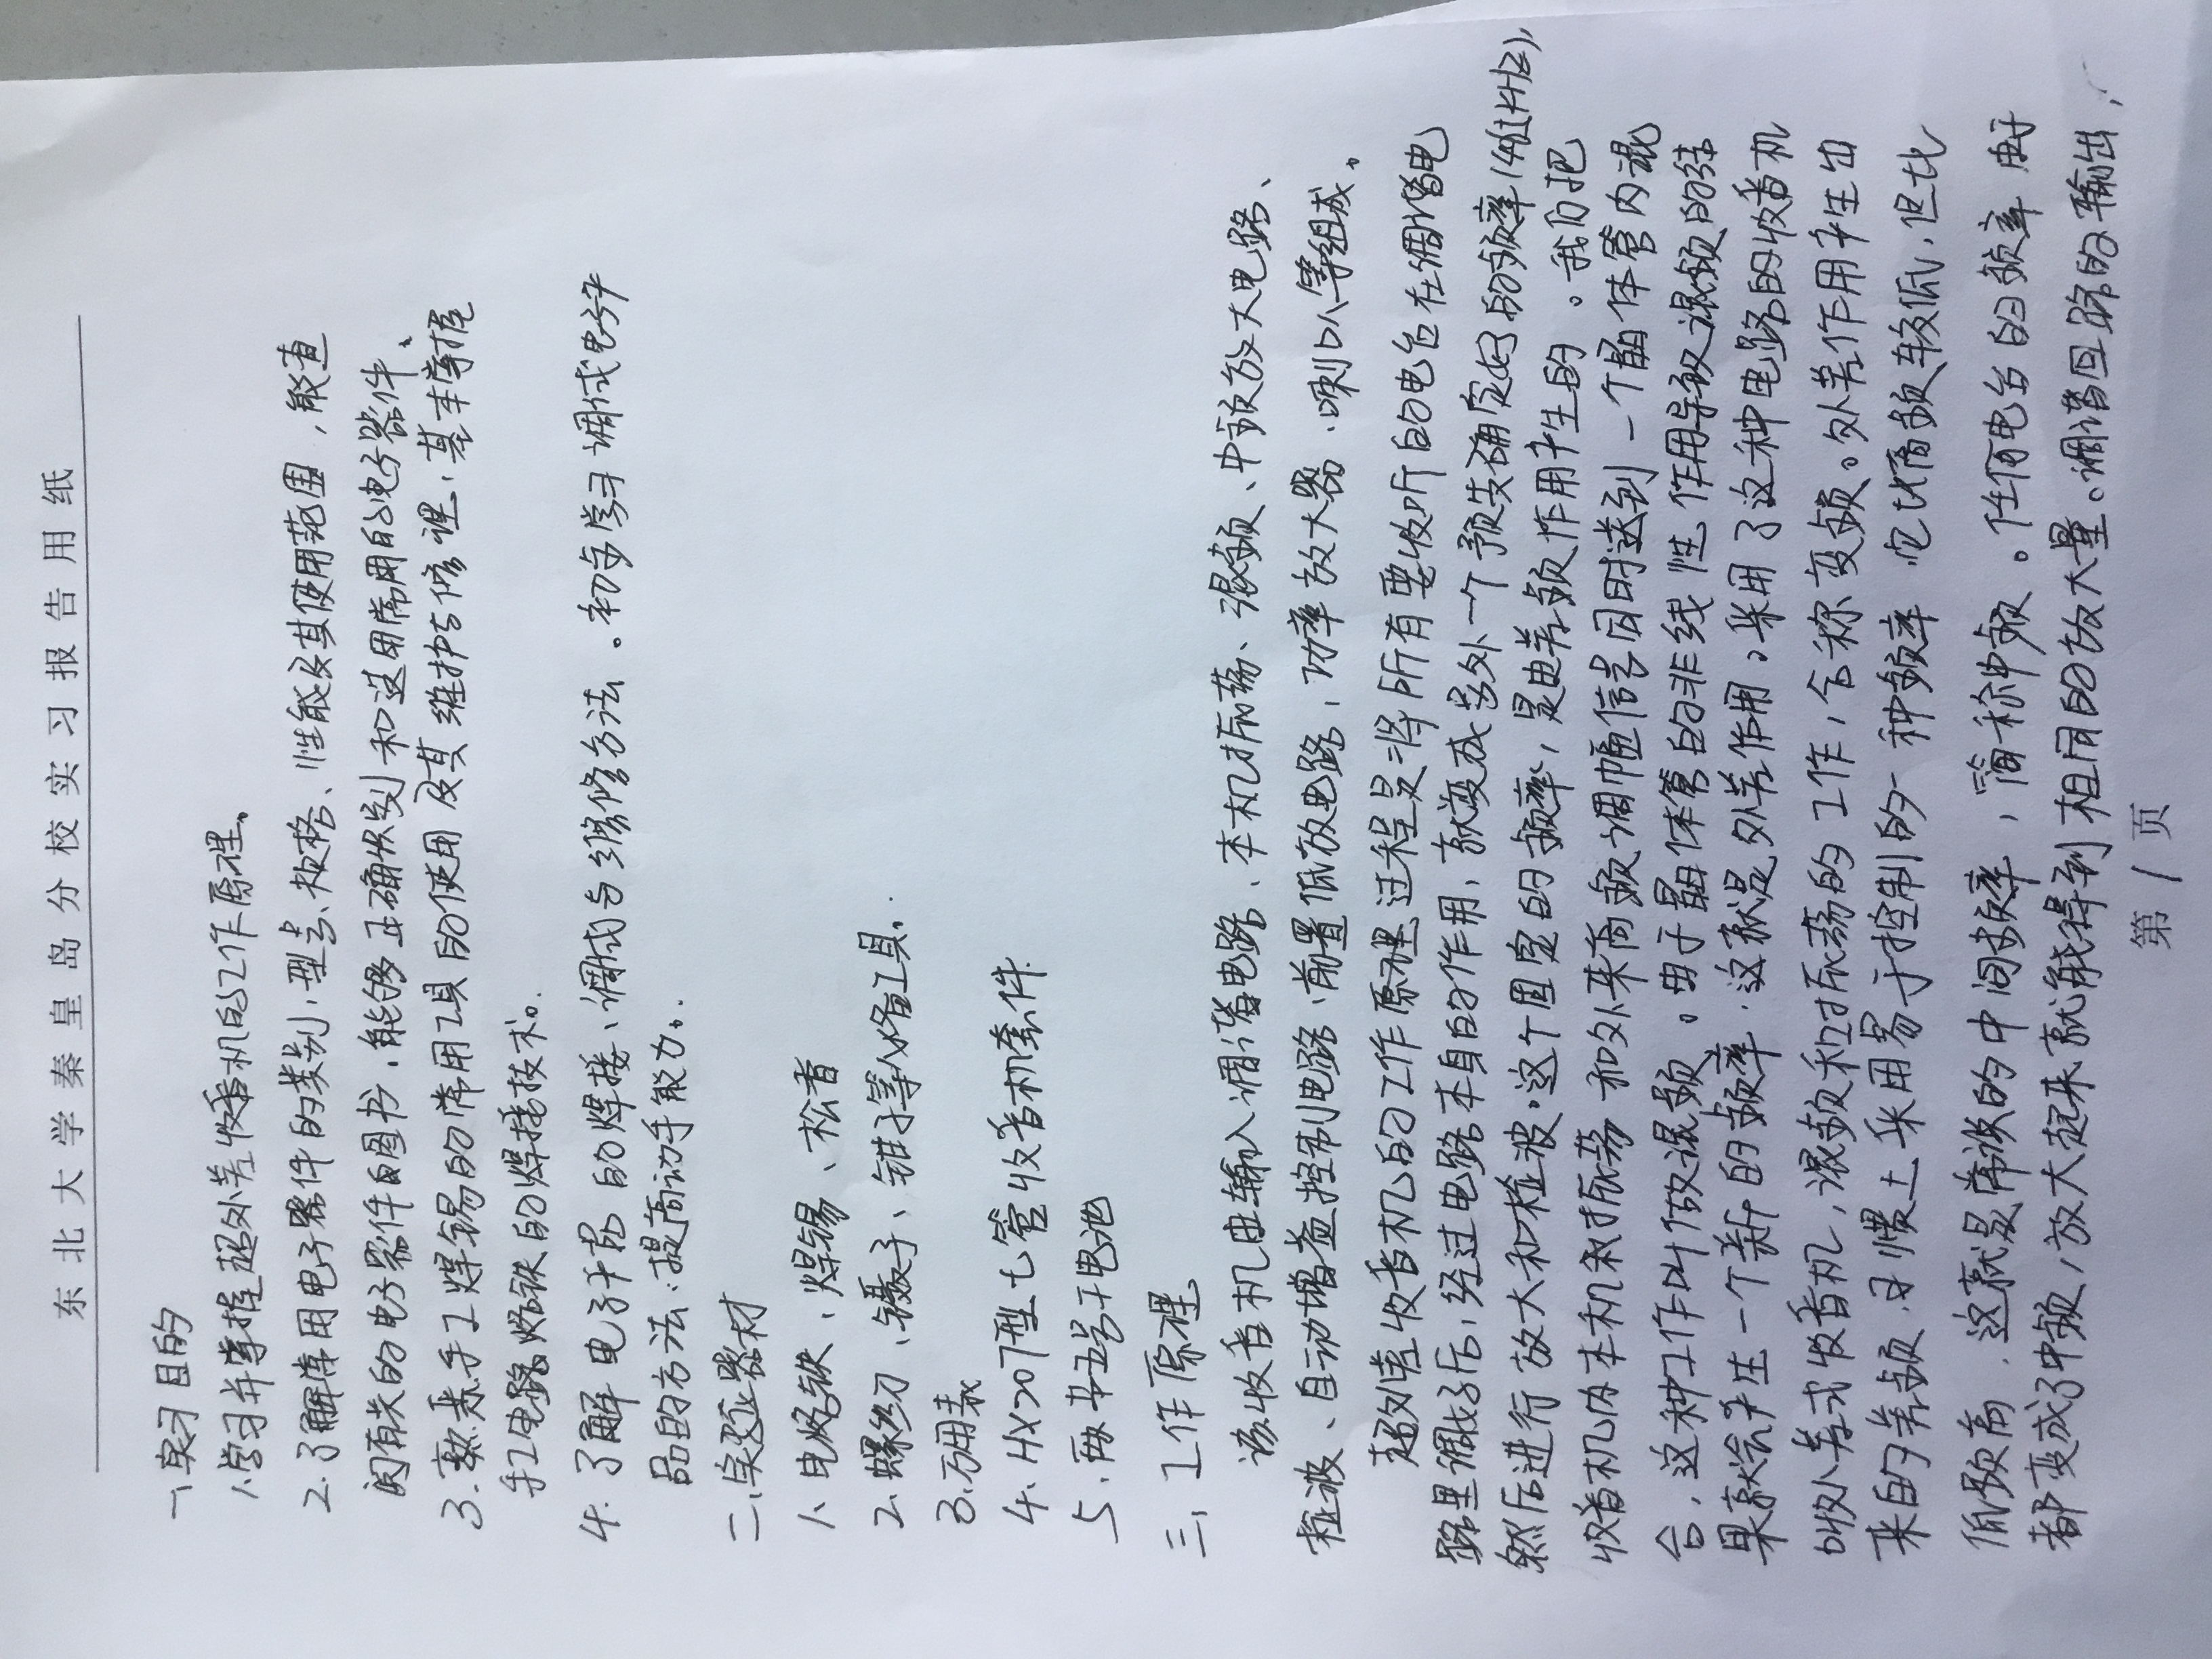 东北大学秦皇岛分校实习报告用纸
一、实习目的
1.学习并掌握超外差收音机的工作原理。
2.了解常用电子器件的类别、型号、规格、性能及其使用范围,能查
阅有关的电子器件图书,能够正确识别和选用常用的电子器件、
3.熟悉手工焊锡的常用工具的使用及其维护与修理,基本掌握
手工电路烙铁的焊接技术。
4.了解电子产品的焊接、调试与维修方法。初步学习调试电子产
品的方法,提高动手能力。
二、实验器材
1、电烙铁、焊锡、松香
2、螺丝刀、镊子、钳子等必备工具。
3、万用表
4、HX207型七管收音机套件
5、两节五号干电池
三、工作原理
该收音机由输入调谐电路、本机振荡、混频、中频放大电路、
检波、自动增益控制电路、前置低放电路,功率放大器、喇叭等组成。
超外差收音机的工作原理过程是将所有要收听的电台在调谐电
路里调好后,经过电路本身的作用,就变成另外一个预先确定好的频率(465KHZ),
然后进行放大和检波。这个固定的频率,是由差频作用产生的。我们把
收音机内本机振荡和外来高频调幅信号同时送到一个晶体管内混
合,这种工作叫做混频。由于晶体管的非线性作用导致混频的结
果就会产生一个新的频率,这就是外差作用。采用了这种电路的收音机
叫外差式收音机,混频和振荡的工作,合称变频。外差作用产生出
来的差频,习惯上采用易于控制的一种频率,它比高频较低,但比
低频高,这就是常说的中间频率,简称中频。任何电台的频率由于
都变成了中频,放大起来就能得到相同的放大量。调谐回路的输出,
第1页